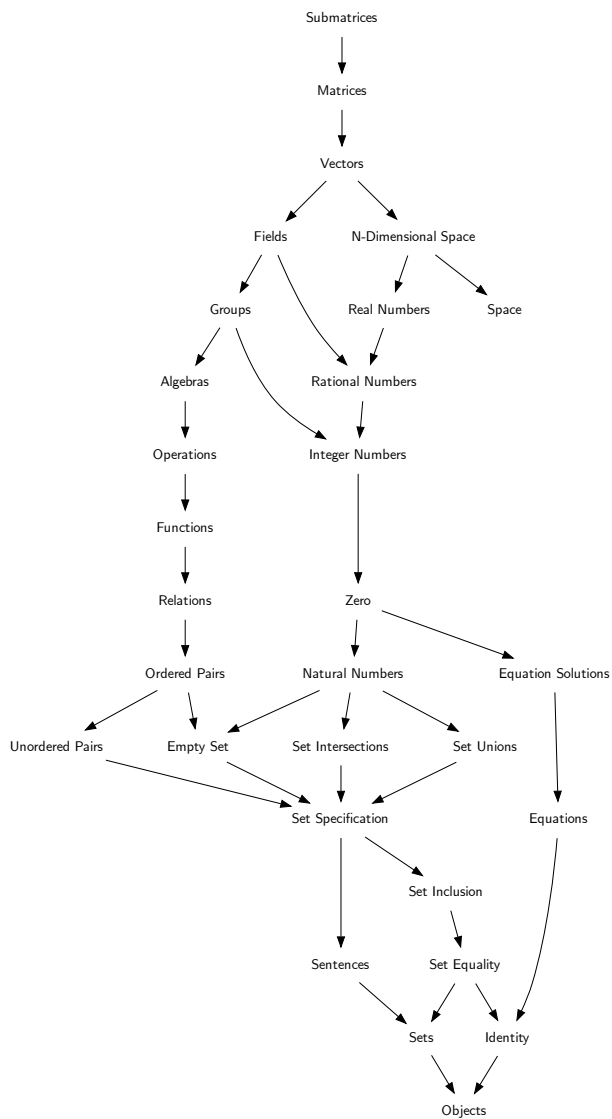 Submatrices
Matrices
Vectors
Fields
N-Dimensional Space
Groups
Real Numbers
Space
Algebras
Rational Numbers
Operations
Integer Numbers
Functions
Relations
Zero
Ordered Pairs
Natural Numbers
Equation Solutions
Unordered Pairs
Empty Set
Set Intersections
Set Unions
Set Specification
Equations
Set Inclusion
Sentences
Set Equality
Sets
Identity
Objects